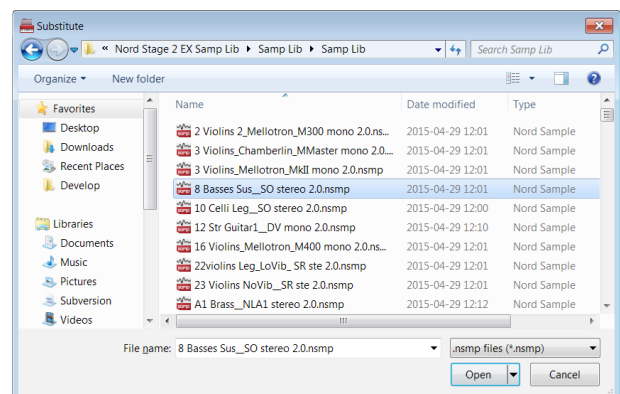 Substitute
« Nord Stage 2 EX Samp Lib ▸ Samp Lib ▸ Samp Lib Search Samp Lib
Organize New folder
Favorites
Desktop
Downloads
Recent Places
Develop
Libraries
Documents
Music
Pictures
Subversion
Videos
Name Date modified Type
2 Violins 2_Mellotron_M300 mono 2.0.ns... 2015-04-29 12:01 Nord Sample
3 Violins_Chamberlin_MMaster mono 2.0.... 2015-04-29 12:01 Nord Sample
3 Violins_Mellotron_MkII mono 2.0.nsmp 2015-04-29 12:01 Nord Sample
8 Basses Sus__SO stereo 2.0.nsmp 2015-04-29 12:01 Nord Sample
10 Celli Leg__SO stereo 2.0.nsmp 2015-04-29 12:00 Nord Sample
12 Str Guitar1__DV mono 2.0.nsmp 2015-04-29 12:10 Nord Sample
16 Violins_Mellotron_M400 mono 2.0.ns... 2015-04-29 12:01 Nord Sample
22violins Leg_LoVib_ SR ste 2.0.nsmp 2015-04-29 12:01 Nord Sample
23 Violins NoVib__SR ste 2.0.nsmp 2015-04-29 12:01 Nord Sample
A1 Brass__NLA1 stereo 2.0.nsmp 2015-04-29 12:12 Nord Sample
File name: 8 Basses Sus__SO stereo 2.0.nsmp .nsmp files (*.nsmp)
Open Cancel